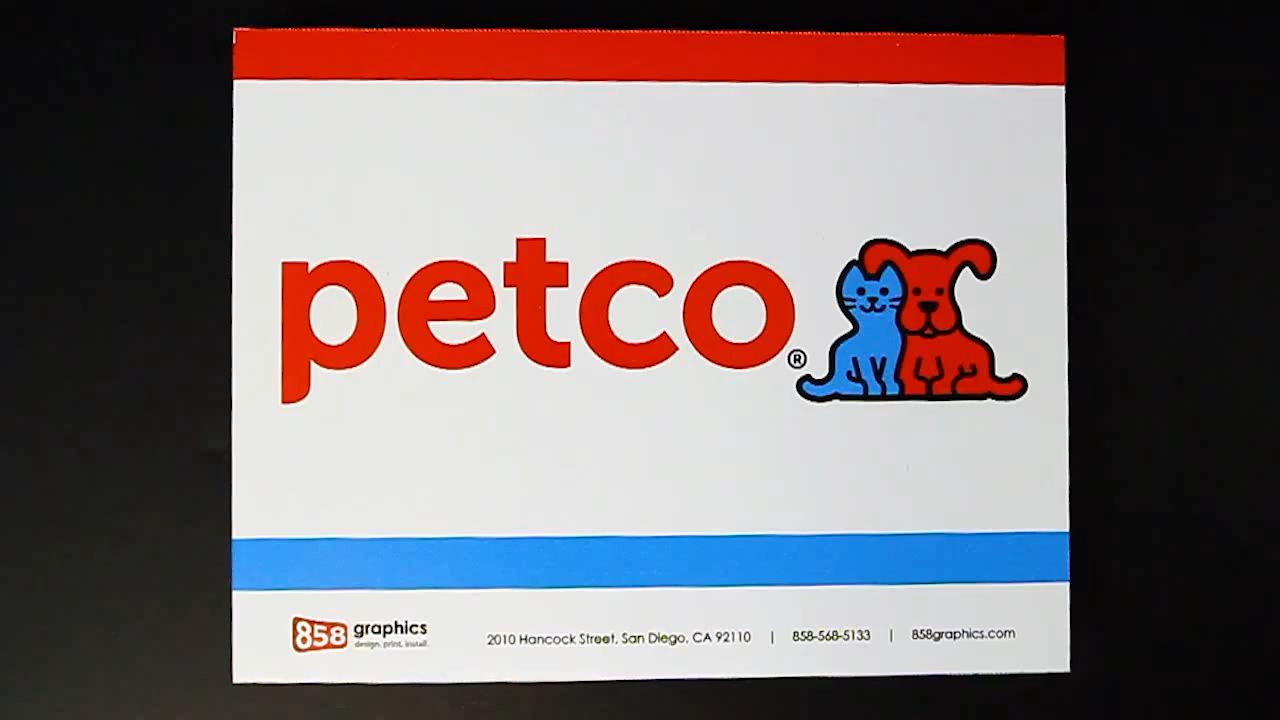 petco®
858 graphics
design. print. install.
2010 Hancock Street, San Diego, CA 92110 | 858-568-5133 | 858graphics.com